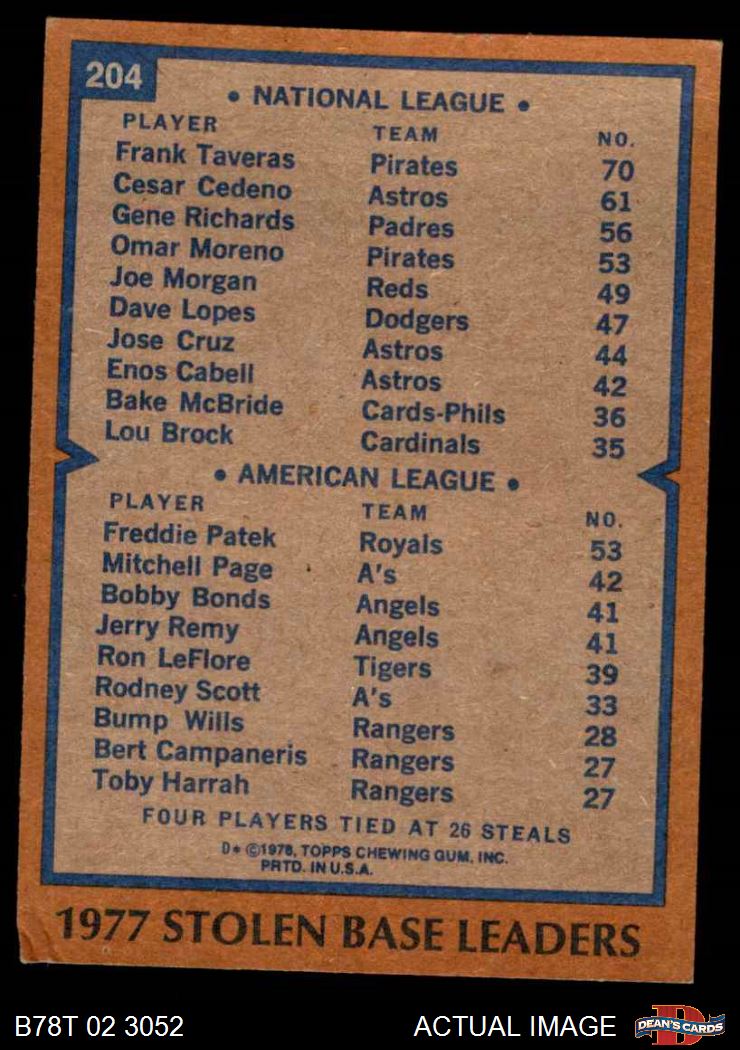 204
• NATIONAL LEAGUE •
PLAYER TEAM NO.
Frank Taveras Pirates 70
Cesar Cedeno Astros 61
Gene Richards Padres 56
Omar Moreno Pirates 53
Joe Morgan Reds 49
Dave Lopes Dodgers 47
Jose Cruz Astros 44
Enos Cabell Astros 42
Bake McBride Cards-Phils 36
Lou Brock Cardinals 35
• AMERICAN LEAGUE •
PLAYER TEAM NO.
Freddie Patek Royals 53
Mitchell Page A's 42
Bobby Bonds Angels 41
Jerry Remy Angels 41
Ron LeFlore Tigers 39
Rodney Scott A's 33
Bump Wills Rangers 28
Bert Campaneris Rangers 27
Toby Harrah Rangers 27
FOUR PLAYERS TIED AT 26 STEALS
D* ©1978, TOPPS CHEWING GUM, INC.
PRTD. IN U.S.A.
1977 STOLEN BASE LEADERS
B78T 02 3052 ACTUAL IMAGE
D
DEAN'S CARDS